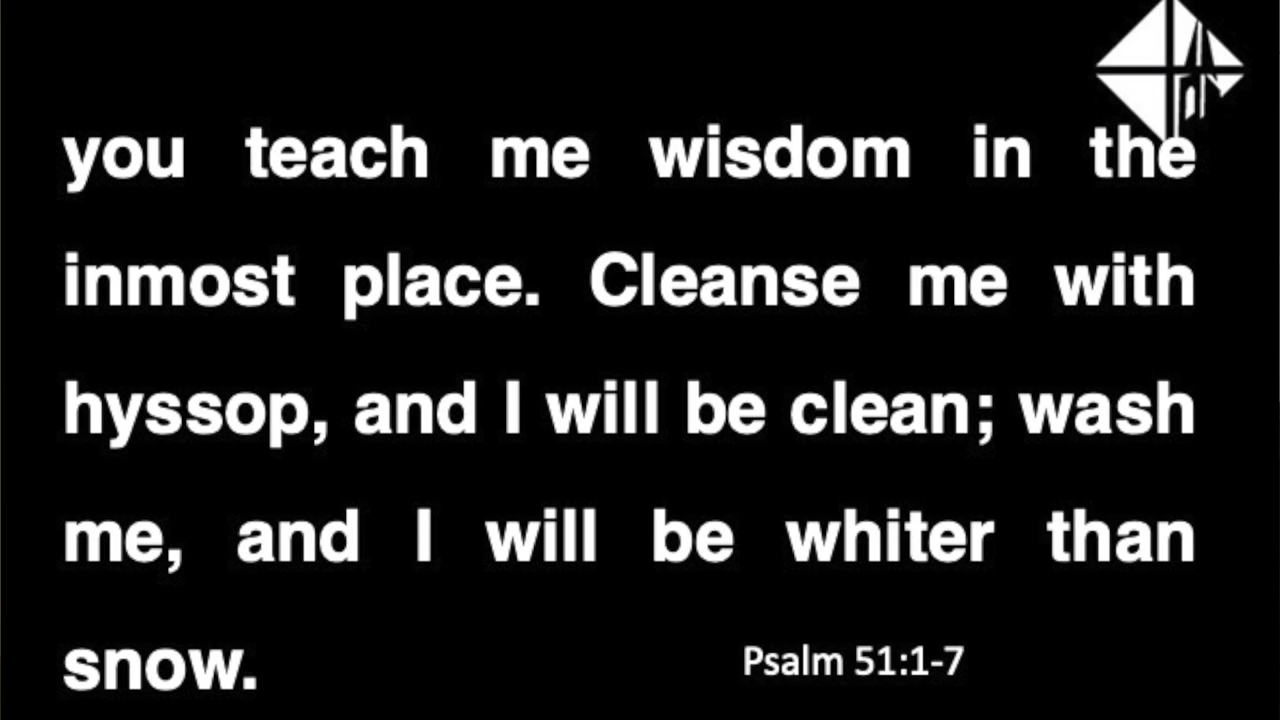 you teach me wisdom in the
inmost place. Cleanse me with
hyssop, and I will be clean; wash
me, and I will be whiter than
snow.
Psalm 51:1-7